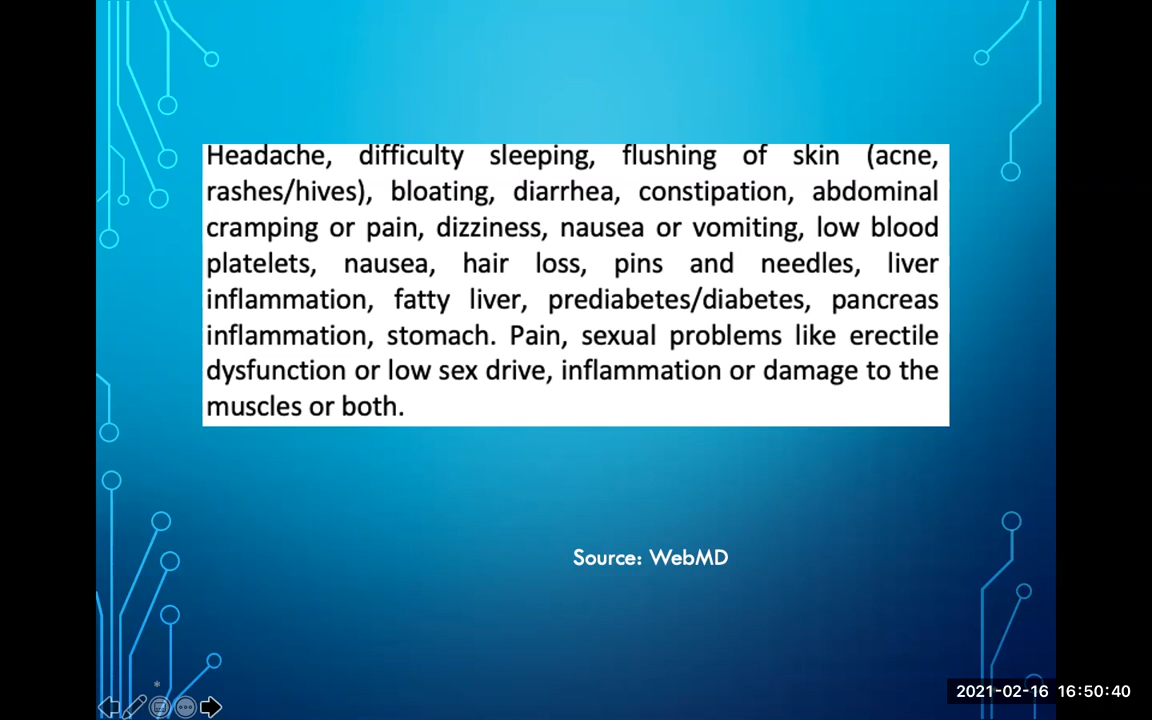 Headache, difficulty sleeping, flushing of skin (acne,
rashes/hives), bloating, diarrhea, constipation, abdominal
cramping or pain, dizziness, nausea or vomiting, low blood
platelets, nausea, hair loss, pins and needles, liver
inflammation, fatty liver, prediabetes/diabetes, pancreas
inflammation, stomach. Pain, sexual problems like erectile
dysfunction or low sex drive, inflammation or damage to the
muscles or both.
Source: WebMD
2021-02-16 16:50:40